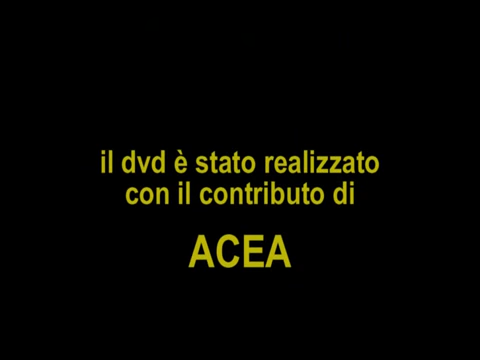 il dvd è stato realizzato
con il contributo di
ACEA